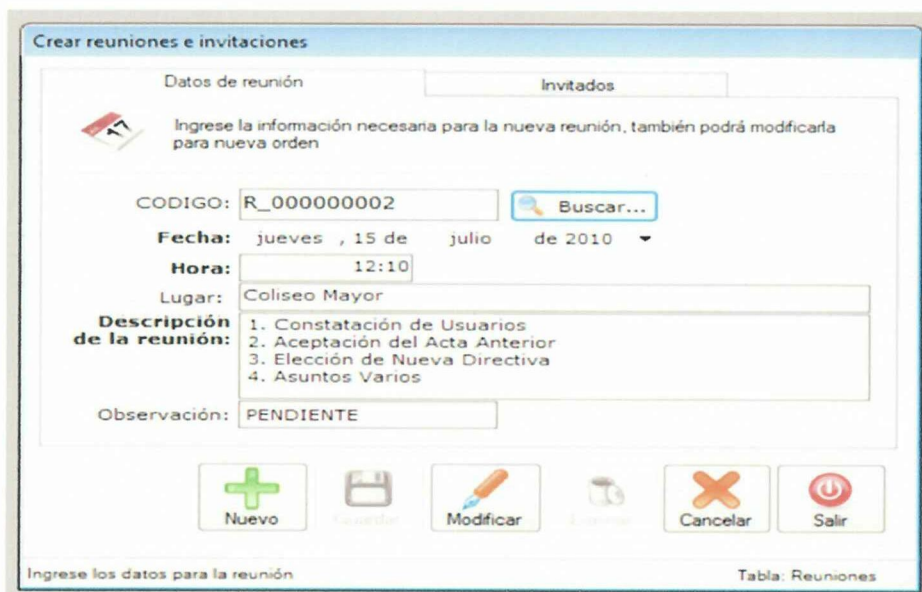 Crear reuniones e invitaciones
Datos de reunión Invitados
17
Ingrese la información necesaria para la nueva reunión, también podrá modificarla
para nueva orden
CODIGO: R_000000002 Buscar...
Fecha: jueves , 15 de julio de 2010
Hora: 12:10
Lugar: Coliseo Mayor
Descripción
de la reunión:
1. Constatación de Usuarios
2. Aceptación del Acta Anterior
3. Elección de Nueva Directiva
4. Asuntos Varios
Observación: PENDIENTE
Nuevo Guardar Modificar Cancelar Salir
Ingrese los datos para la reunión Tabla: Reuniones